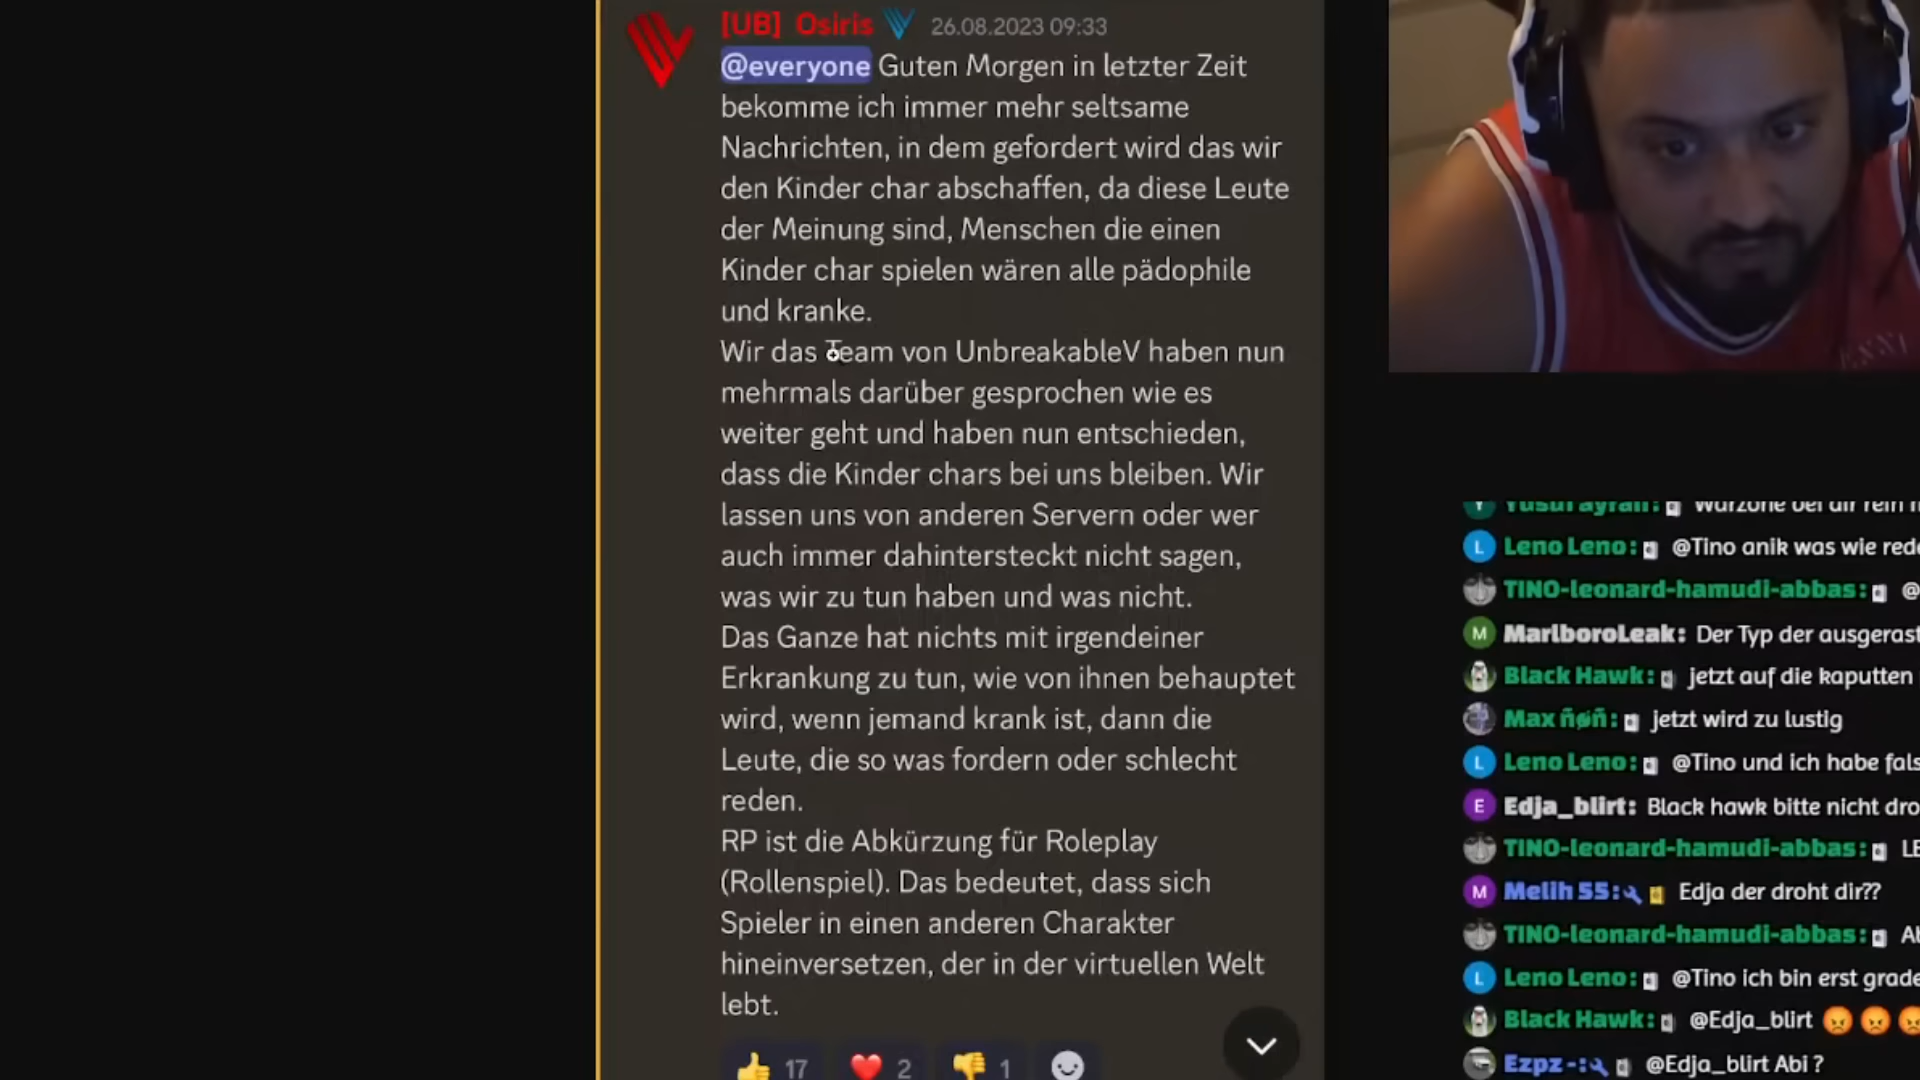 [UB] Osiris 26.08.2023 09:33
@everyone Guten Morgen in letzter Zeit
bekomme ich immer mehr seltsame
Nachrichten, in dem gefordert wird das wir
den Kinder char abschaffen, da diese Leute
der Meinung sind, Menschen die einen
Kinder char spielen wären alle pädophile
und kranke.
Wir das Team von UnbreakableV haben nun
mehrmals darüber gesprochen wie es
weiter geht und haben nun entschieden,
dass die Kinder chars bei uns bleiben. Wir
lassen uns von anderen Servern oder wer
auch immer dahintersteckt nicht sagen,
was wir zu tun haben und was nicht.
Das Ganze hat nichts mit irgendeiner
Erkrankung zu tun, wie von ihnen behauptet
wird, wenn jemand krank ist, dann die
Leute, die so was fordern oder schlecht
reden.
RP ist die Abkürzung für Roleplay
(Rollenspiel). Das bedeutet, dass sich
Spieler in einen anderen Charakter
hineinversetzen, der in der virtuellen Welt
lebt.
👍 17 ❤️ 2 👎 1
L Leno Leno: @Tino anik was wie
TINO-leonard-hamudi-abbas: @
M MarlboroLeak: Der Typ der
Black Hawk: jetzt auf die kaputten
Max ñøñ: jetzt wird zu lustig
L Leno Leno: @Tino und ich habe
E Edja_blirt: Black hawk bitte nicht
TINO-leonard-hamudi-abbas:
M Melih 55: Edja der droht dir??
TINO-leonard-hamudi-abbas:
L Leno Leno: @Tino ich bin erst
Black Hawk: @Edja_blirt 😡😡😡
Ezpz-: @Edja_blirt Abi ?